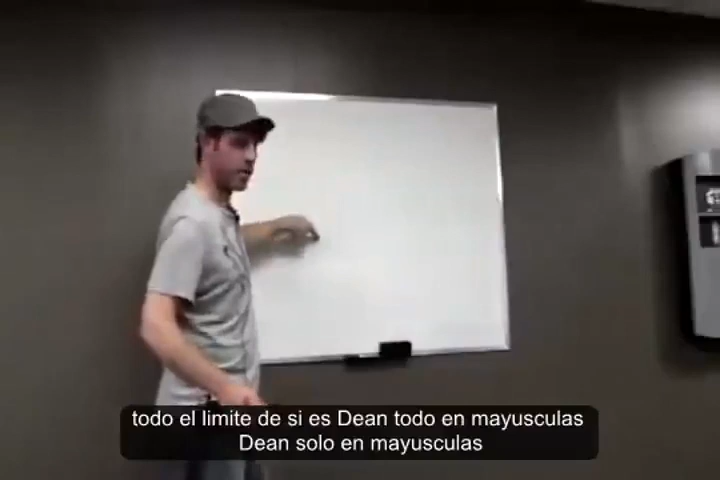 todo el limite de si es Dean todo en mayusculas
Dean solo en mayusculas